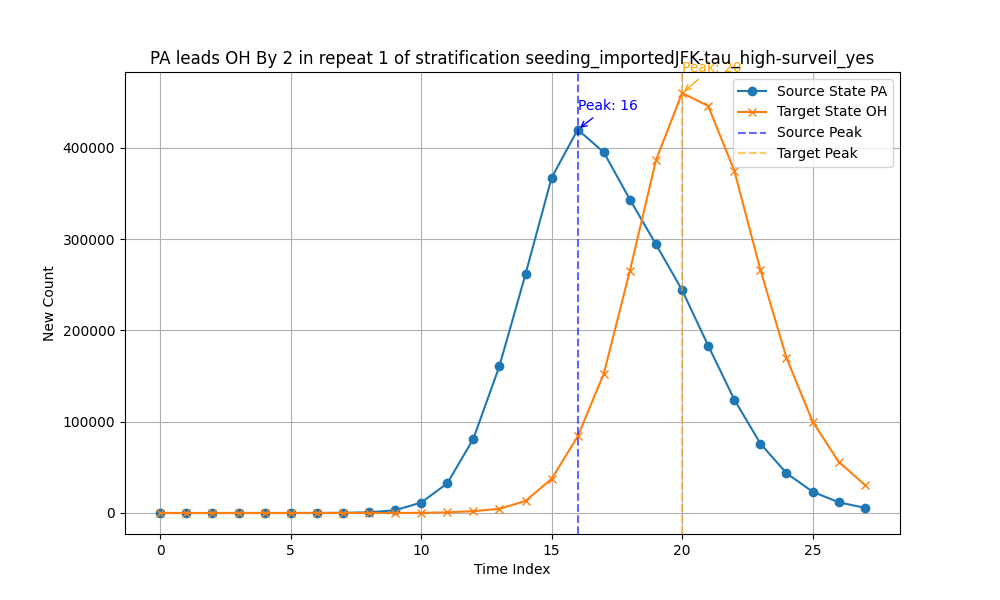 PA leads OH By 2 in repeat 1 of stratification seeding_importedJFK-tau_high-surveil_yes
Peak: 20
Peak: 16
Source State PA
Target State OH
Source Peak
Target Peak
400000
300000
200000
100000
0
New Count
0 5 10 15 20 25
Time Index